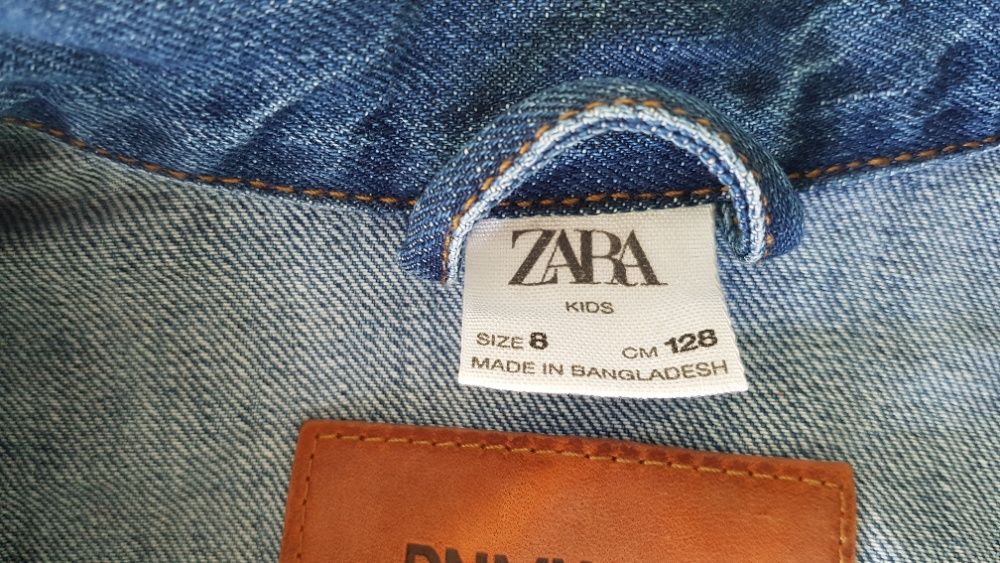 ZARA
KIDS
SIZE 8 CM 128
MADE IN BANGLADESH